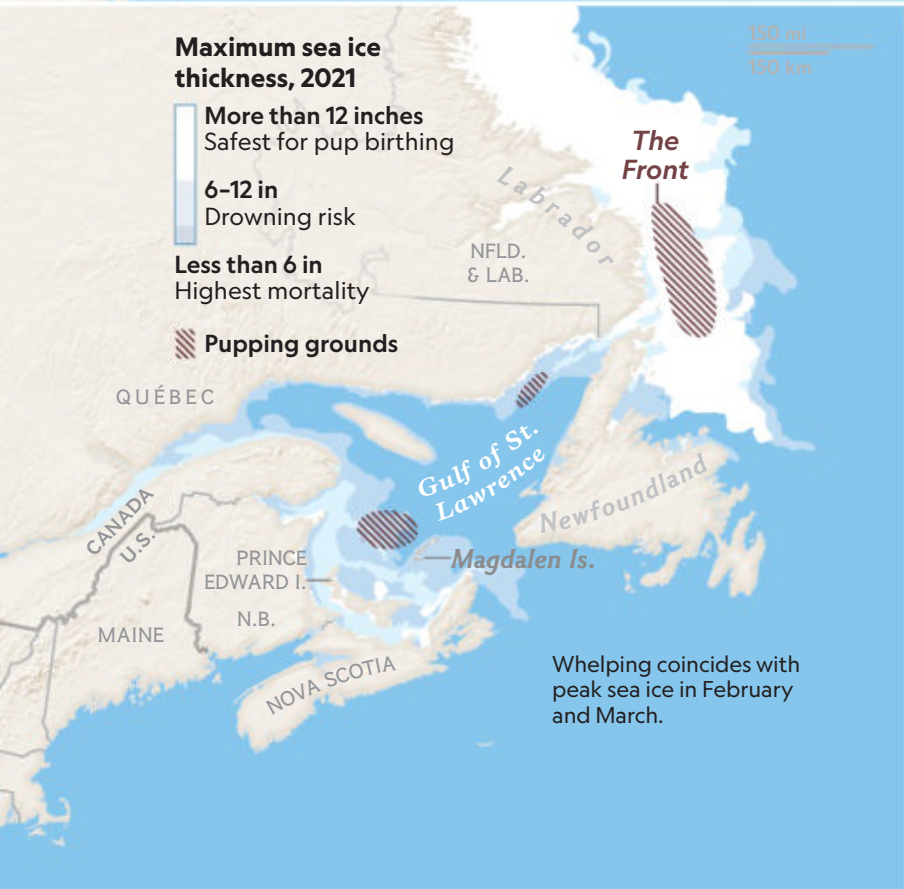 Maximum sea ice
thickness, 2021
More than 12 inches
Safest for pup birthing
6–12 in
Drowning risk
Less than 6 in
Highest mortality
Pupping grounds
150 mi
150 km
The
Front
Labrador
NFLD.
& LAB.
QUÉBEC
Gulf of St.
Lawrence
Newfoundland
CANADA
U.S.
PRINCE
EDWARD I.
Magdalen Is.
N.B.
MAINE
NOVA SCOTIA
Whelping coincides with
peak sea ice in February
and March.